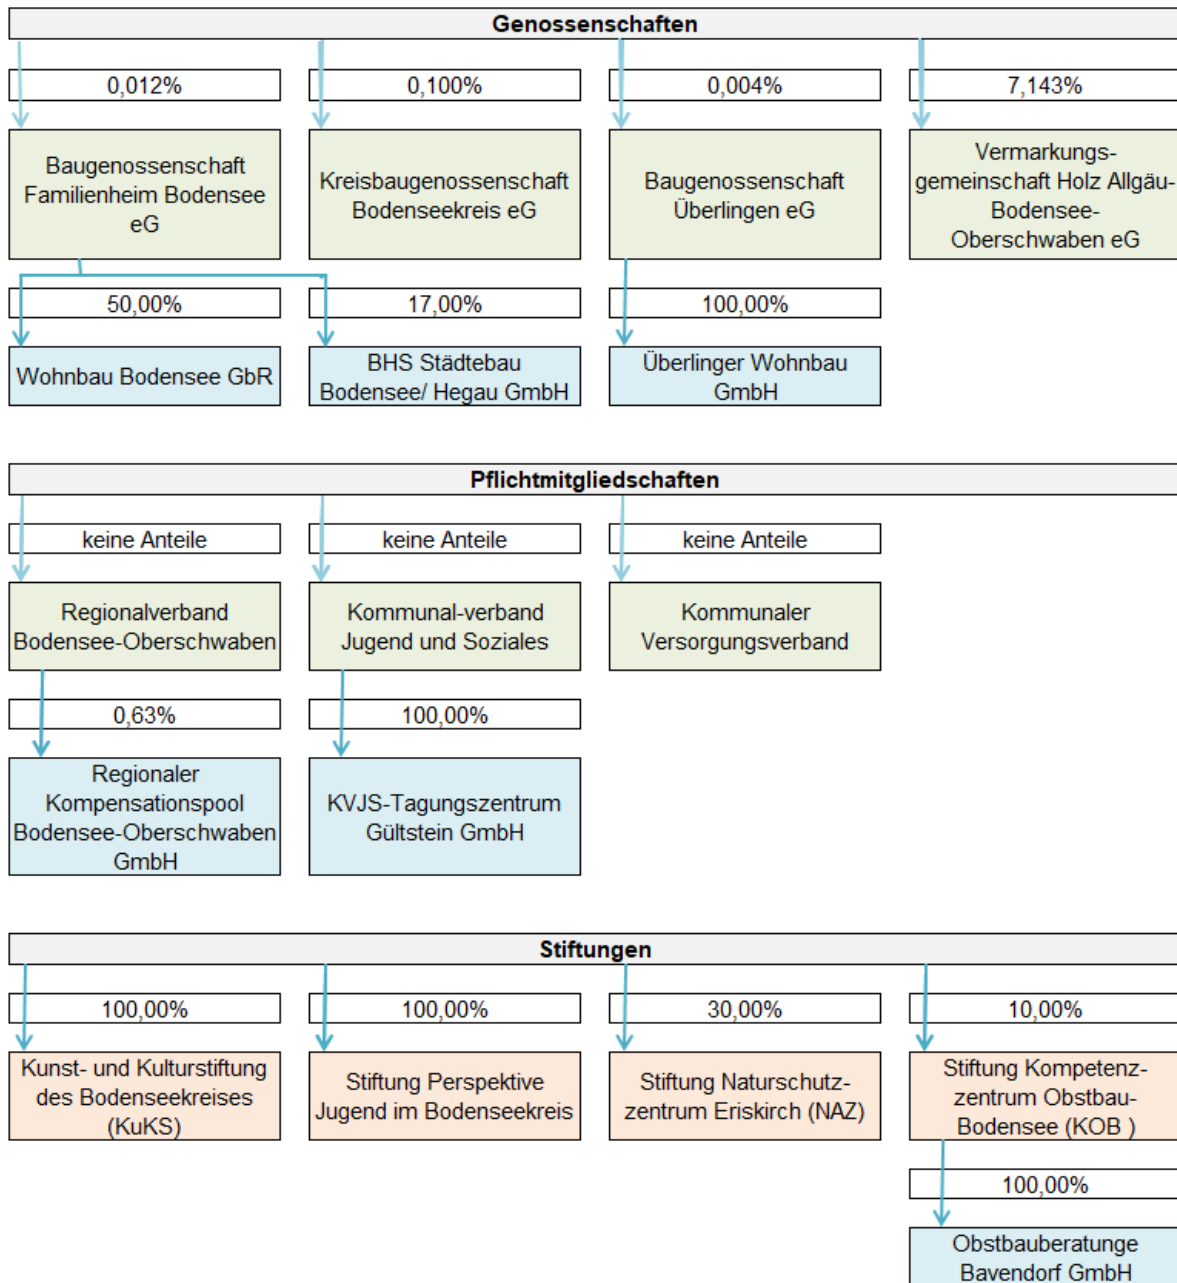 Genossenschaften
0,012%
0,100%
0,004%
7,143%
Baugenossenschaft
Familienheim Bodensee
eG
Kreisbaugenossenschaft
Bodenseekreis eG
Baugenossenschaft
Überlingen eG
Vermarkungs-
gemeinschaft Holz Allgäu-
Bodensee-
Oberschwaben eG
50,00%
17,00%
100,00%
Wohnbau Bodensee GbR
BHS Städtebau
Bodensee/ Hegau GmbH
Überlinger Wohnbau
GmbH
Pflichtmitgliedschaften
keine Anteile
keine Anteile
keine Anteile
Regionalverband
Bodensee-Oberschwaben
Kommunal-verband
Jugend und Soziales
Kommunaler
Versorgungsverband
0,63%
100,00%
Regionaler
Kompensationspool
Bodensee-Oberschwaben
GmbH
KVJS-Tagungszentrum
Gültstein GmbH
Stiftungen
100,00%
100,00%
30,00%
10,00%
Kunst- und Kulturstiftung
des Bodenseekreises
(KuKS)
Stiftung Perspektive
Jugend im Bodenseekreis
Stiftung Naturschutz-
zentrum Eriskirch (NAZ)
Stiftung Kompetenz-
zentrum Obstbau-
Bodensee (KOB )
100,00%
Obstbauberatunge
Bavendorf GmbH